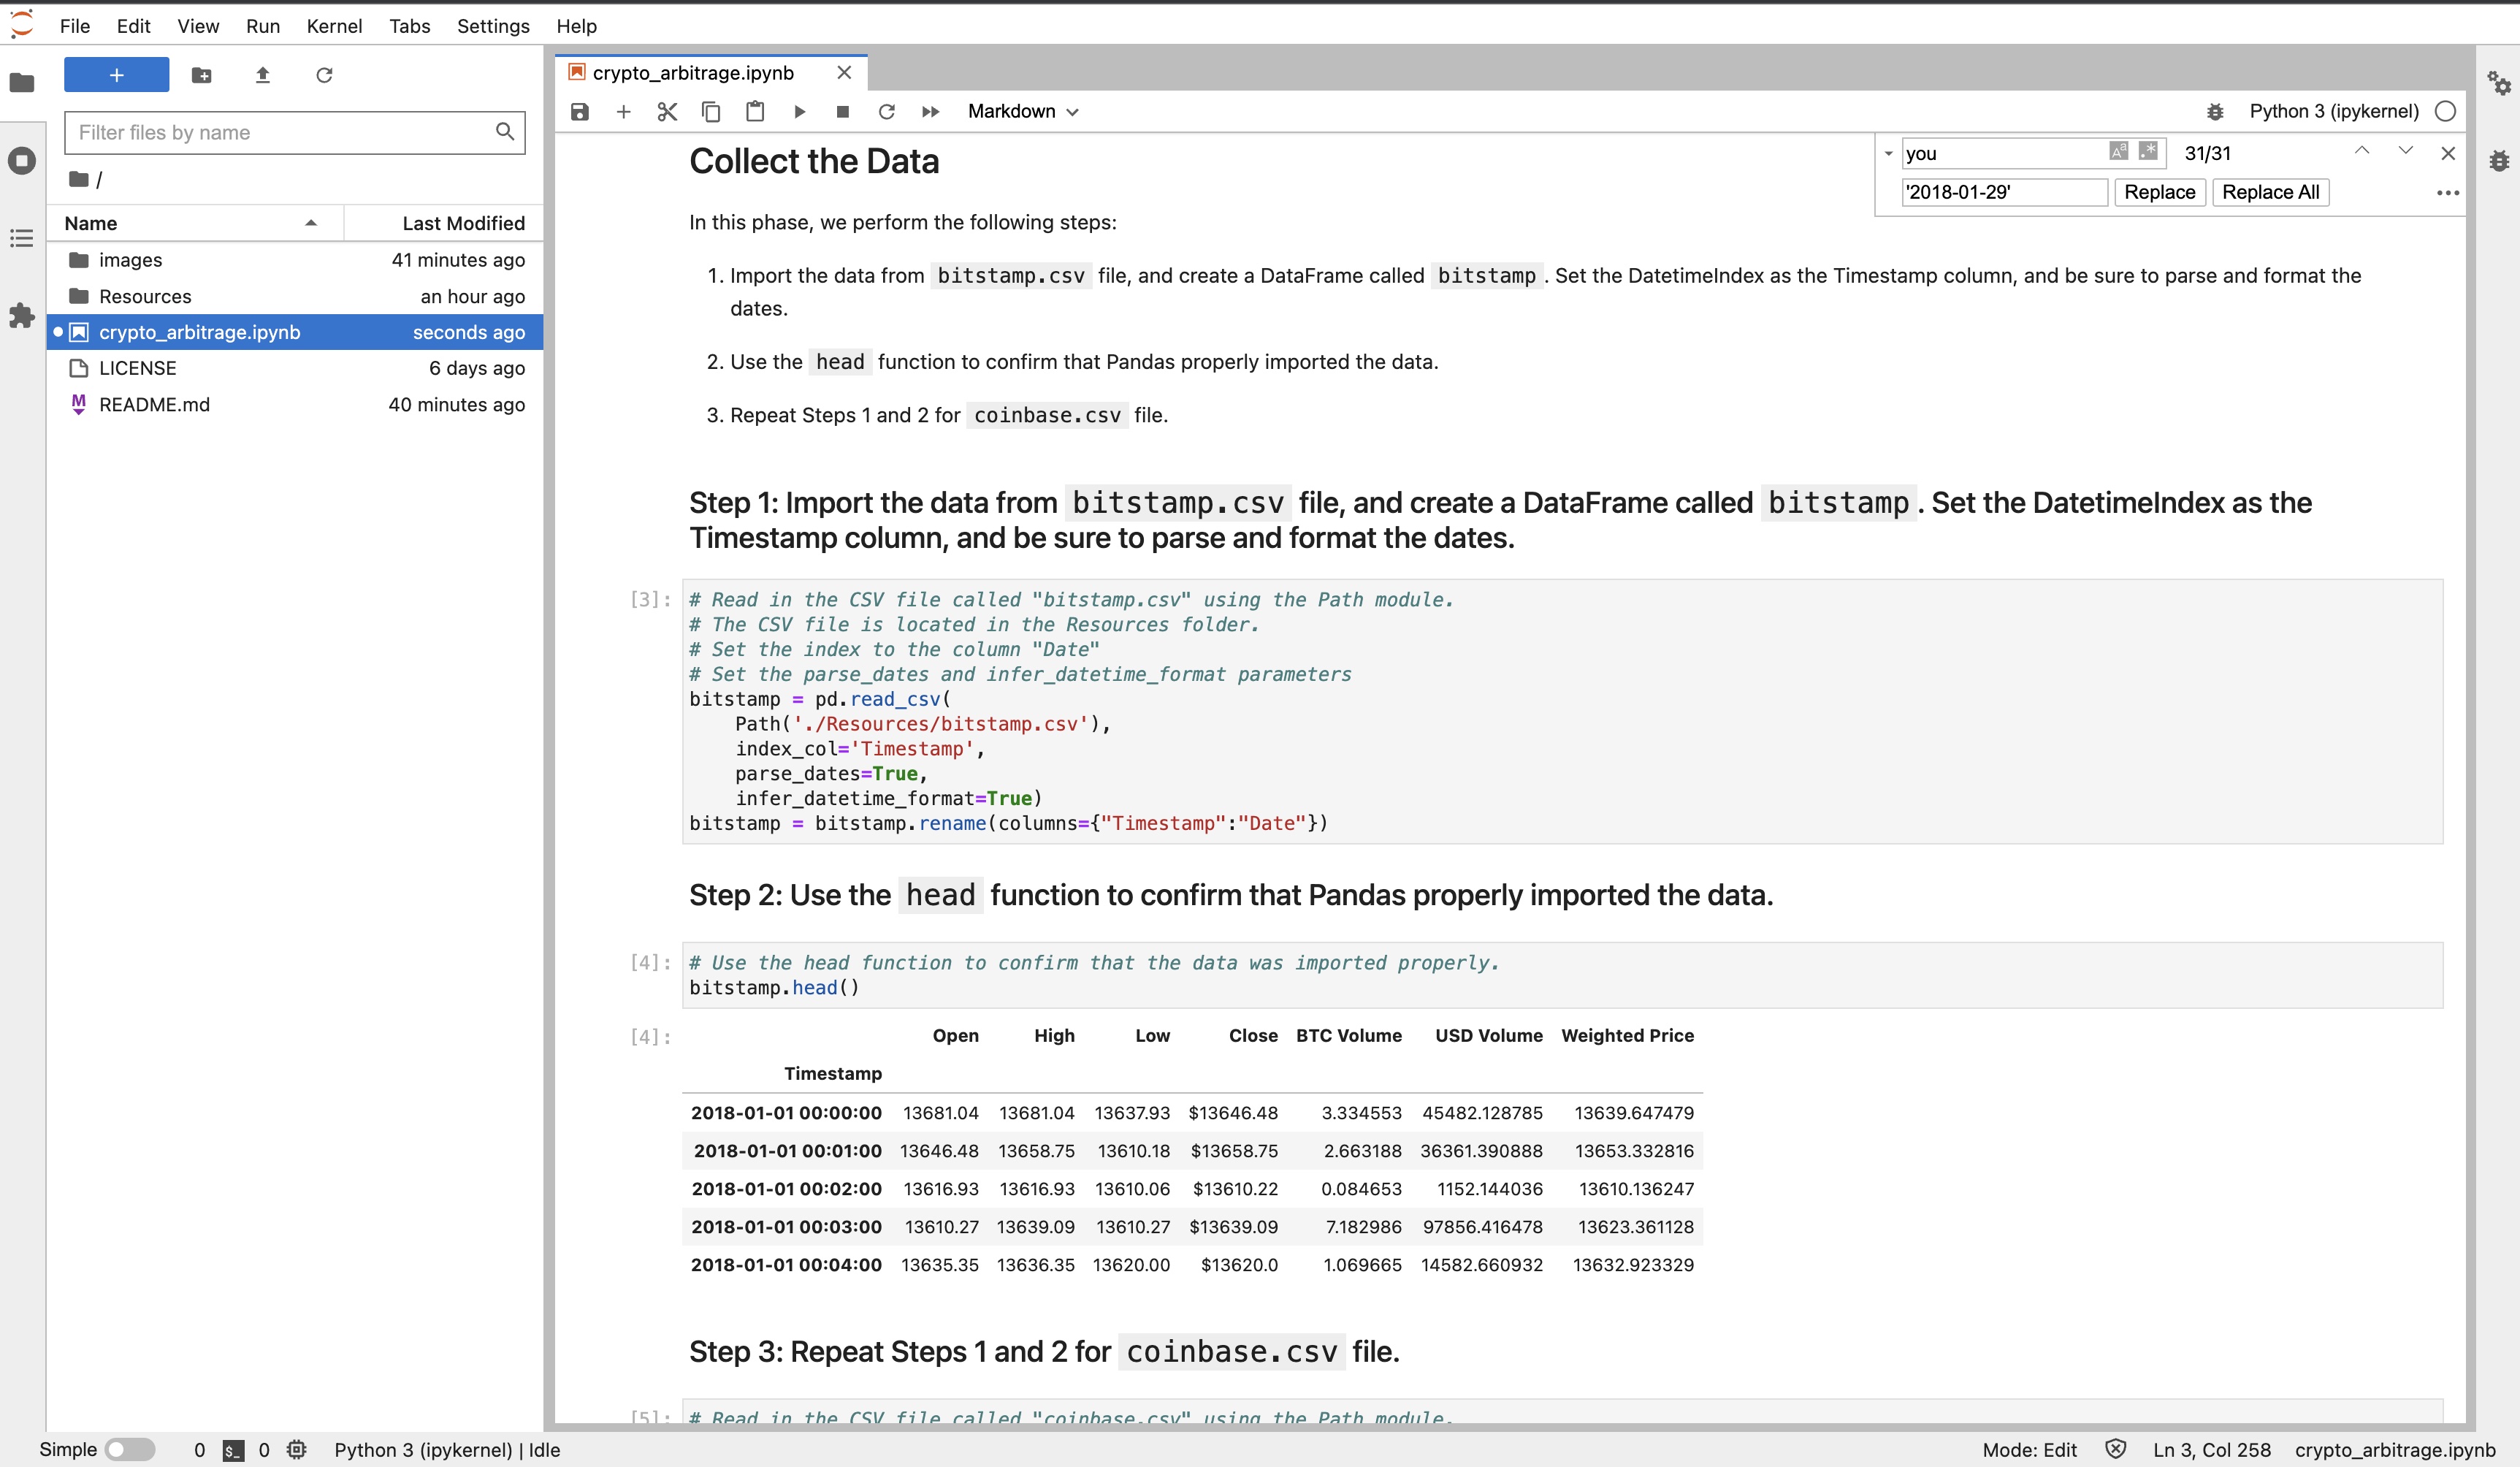 File Edit View Run Kernel Tabs Settings Help
+
Filter files by name
/
Name Last Modified
images 41 minutes ago
Resources an hour ago
crypto_arbitrage.ipynb seconds ago
LICENSE 6 days ago
README.md 40 minutes ago
crypto_arbitrage.ipynb
Markdown
Python 3 (ipykernel)
you 31/31
'2018-01-29' Replace Replace All
Collect the Data
In this phase, we perform the following steps:
1. Import the data from bitstamp.csv file, and create a DataFrame called bitstamp . Set the DatetimeIndex as the Timestamp column, and be sure to parse and format the
dates.
2. Use the head function to confirm that Pandas properly imported the data.
3. Repeat Steps 1 and 2 for coinbase.csv file.
Step 1: Import the data from bitstamp.csv file, and create a DataFrame called bitstamp . Set the DatetimeIndex as the
Timestamp column, and be sure to parse and format the dates.
[3]: # Read in the CSV file called "bitstamp.csv" using the Path module.
# The CSV file is located in the Resources folder.
# Set the index to the column "Date"
# Set the parse_dates and infer_datetime_format parameters
bitstamp = pd.read_csv(
    Path('./Resources/bitstamp.csv'),
    index_col='Timestamp',
    parse_dates=True,
    infer_datetime_format=True)
bitstamp = bitstamp.rename(columns={"Timestamp":"Date"})
Step 2: Use the head function to confirm that Pandas properly imported the data.
[4]: # Use the head function to confirm that the data was imported properly.
bitstamp.head()
[4]: Open High Low Close BTC Volume USD Volume Weighted Price
Timestamp
2018-01-01 00:00:00 13681.04 13681.04 13637.93 $13646.48 3.334553 45482.128785 13639.647479
2018-01-01 00:01:00 13646.48 13658.75 13610.18 $13658.75 2.663188 36361.390888 13653.332816
2018-01-01 00:02:00 13616.93 13616.93 13610.06 $13610.22 0.084653 1152.144036 13610.136247
2018-01-01 00:03:00 13610.27 13639.09 13610.27 $13639.09 7.182986 97856.416478 13623.361128
2018-01-01 00:04:00 13635.35 13636.35 13620.00 $13620.0 1.069665 14582.660932 13632.923329
Step 3: Repeat Steps 1 and 2 for coinbase.csv file.
[5]: # Read in the CSV file called "coinbase.csv" using the Path module.
Simple 0 $_ 0 Python 3 (ipykernel) | Idle Mode: Edit Ln 3, Col 258 crypto_arbitrage.ipynb